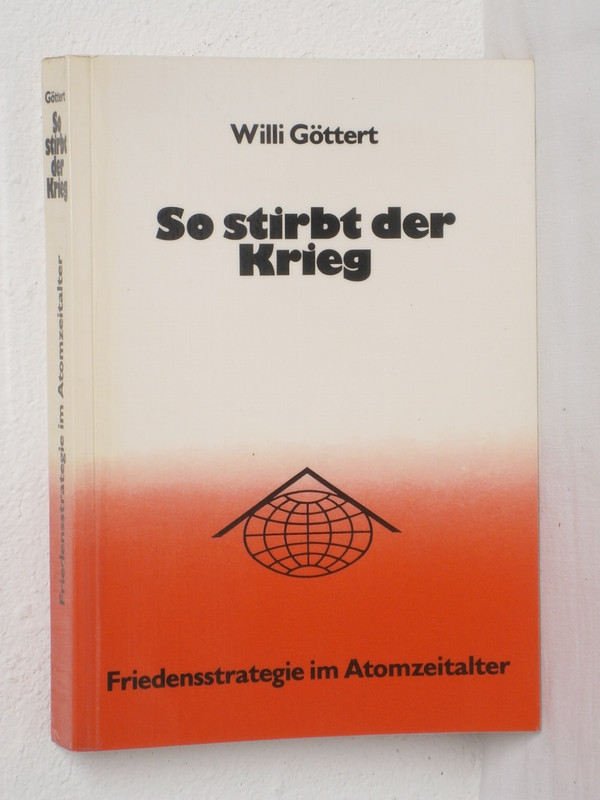 Willi Göttert
So stirbt der
Krieg
Friedensstrategie im Atomzeitalter
Göttert
So
stirbt
der
Krieg
Friedensstrategie im Atomzeitalter